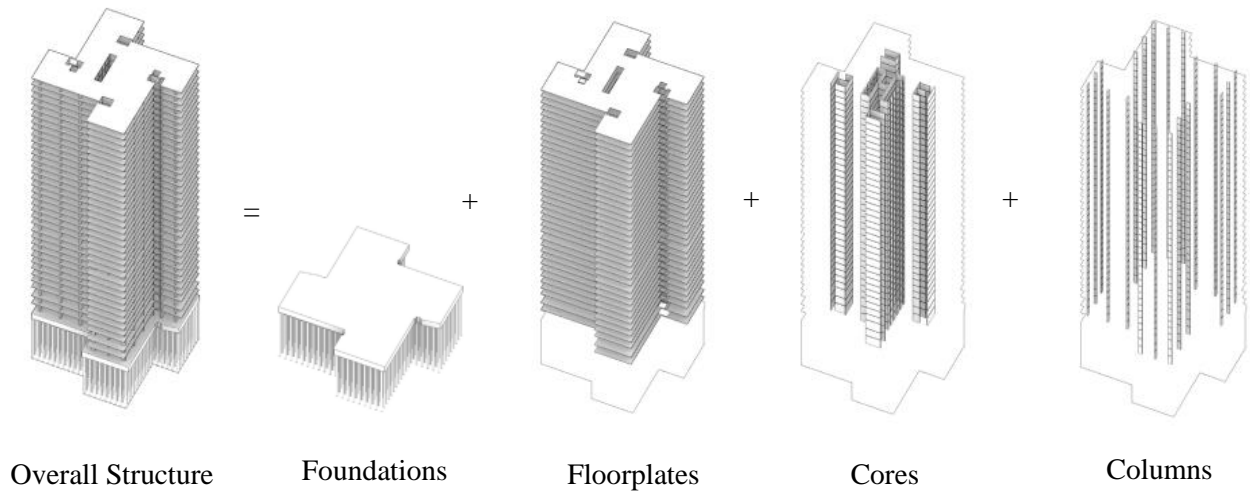 = + + +
Overall Structure Foundations Floorplates Cores Columns